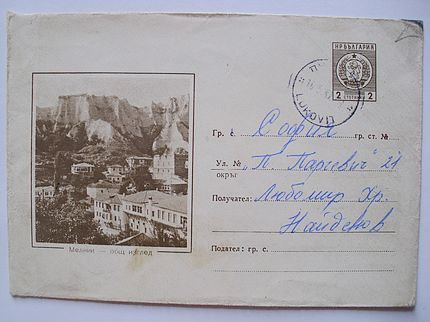 НР БЪЛГАРИЯ
2 СТОТИНКИ 2
Гр. с. София гр. ст. №
Ул. № "П. Парчевич" 21
окръг
Получател: Любомир Хр.
Найденов
Подател: гр. с.
Мелник — общ изглед